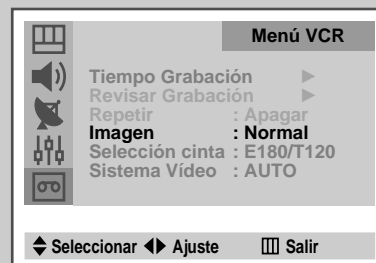 Menú VCR
Tiempo Grabación
Revisar Grabación
Repetir : Apagar
Imagen : Normal
Selección cinta : E180/T120
Sistema Vídeo : AUTO
Seleccionar Ajuste Salir